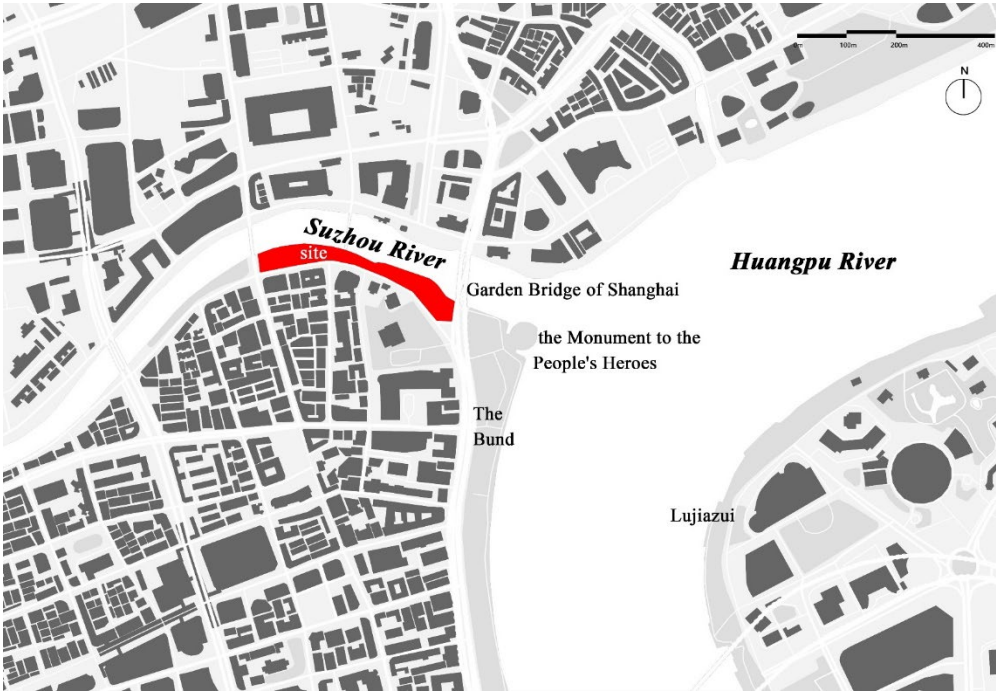 0m 100m 200m 400m
N
Suzhou River
site
Huangpu River
Garden Bridge of Shanghai
the Monument to the
People's Heroes
The
Bund
Lujiazui